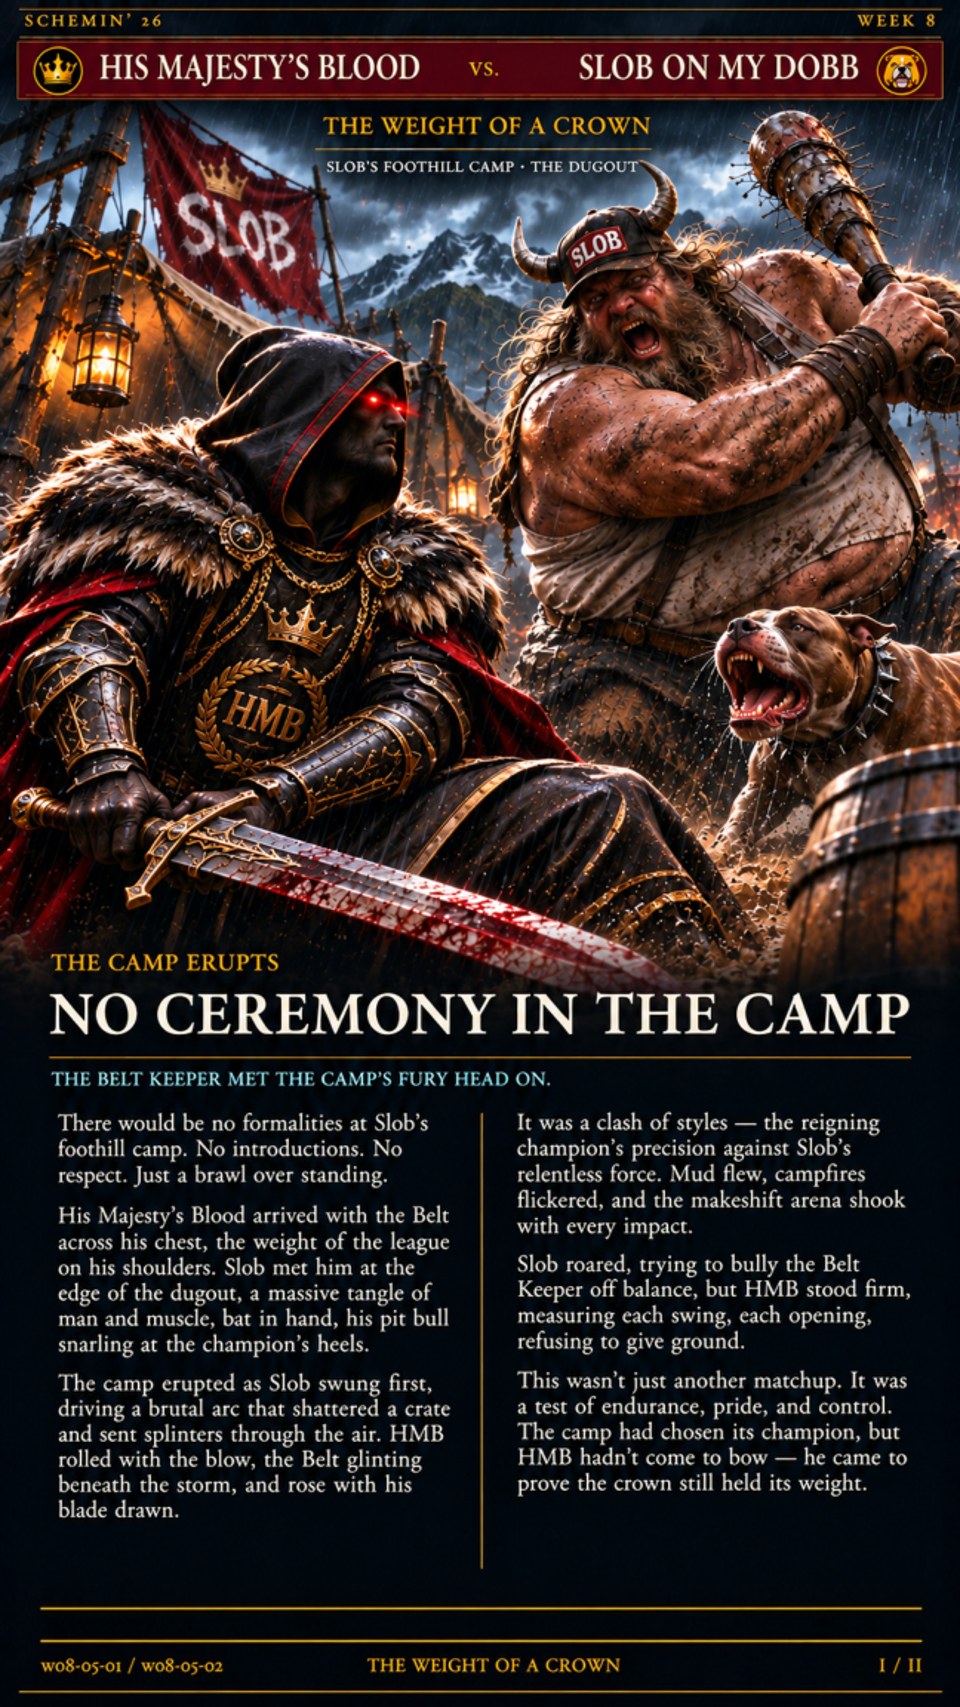 SCHEMIN' 26
WEEK 8
HIS MAJESTY'S BLOOD
VS.
SLOB ON MY DOBB
THE WEIGHT OF A CROWN
SLOB'S FOOTHILL CAMP · THE DUGOUT
SLOB
SLOB
HMB
THE CAMP ERUPTS
NO CEREMONY IN THE CAMP
THE BELT KEEPER MET THE CAMP'S FURY HEAD ON.
There would be no formalities at Slob's
foothill camp. No introductions. No
respect. Just a brawl over standing.
His Majesty's Blood arrived with the Belt
across his chest, the weight of the league
on his shoulders. Slob met him at the
edge of the dugout, a massive tangle of
man and muscle, bat in hand, his pit bull
snarling at the champion's heels.
The camp erupted as Slob swung first,
driving a brutal arc that shattered a crate
and sent splinters through the air. HMB
rolled with the blow, the Belt glinting
beneath the storm, and rose with his
blade drawn.
It was a clash of styles — the reigning
champion's precision against Slob's
relentless force. Mud flew, campfires
flickered, and the makeshift arena shook
with every impact.
Slob roared, trying to bully the Belt
Keeper off balance, but HMB stood firm,
measuring each swing, each opening,
refusing to give ground.
This wasn't just another matchup. It was
a test of endurance, pride, and control.
The camp had chosen its champion, but
HMB hadn't come to bow — he came to
prove the crown still held its weight.
w08-05-01 / w08-05-02
THE WEIGHT OF A CROWN
I / II